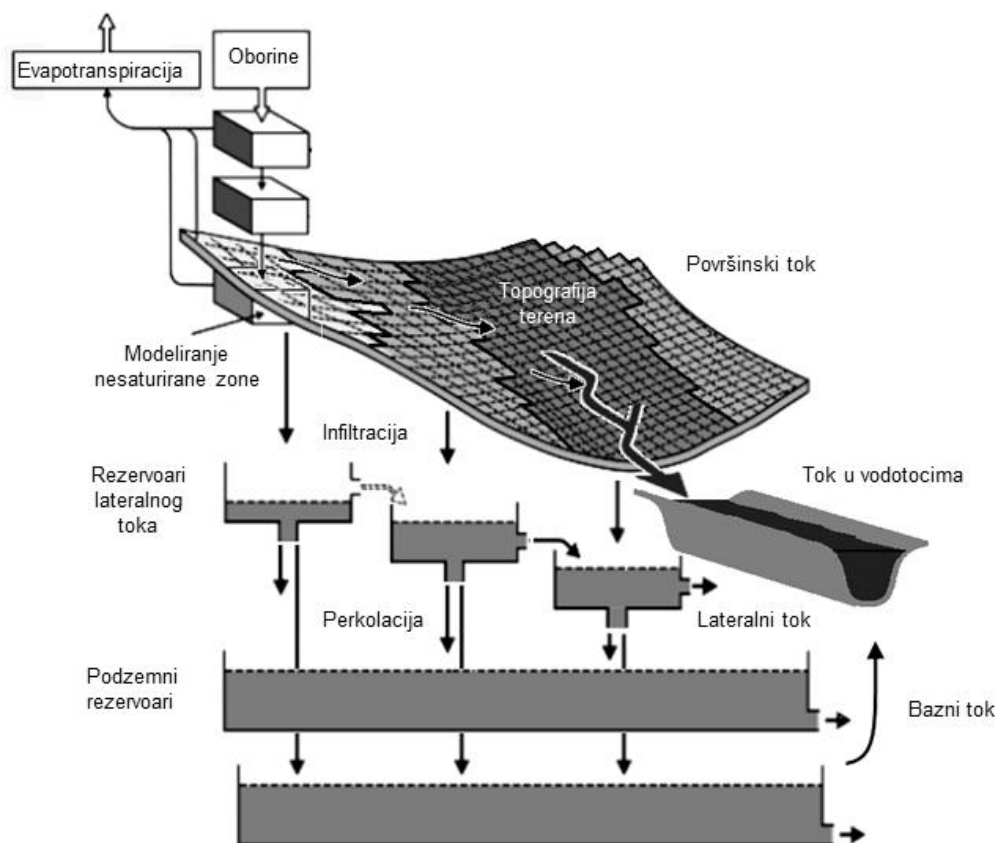 Evapotranspiracija
Oborine
Površinski tok
Topografija
terena
Modeliranje
nesaturirane zone
Infiltracija
Rezervoari
lateralnog
toka
Tok u vodotocima
Perkolacija
Lateralni tok
Podzemni
rezervoari
Bazni tok